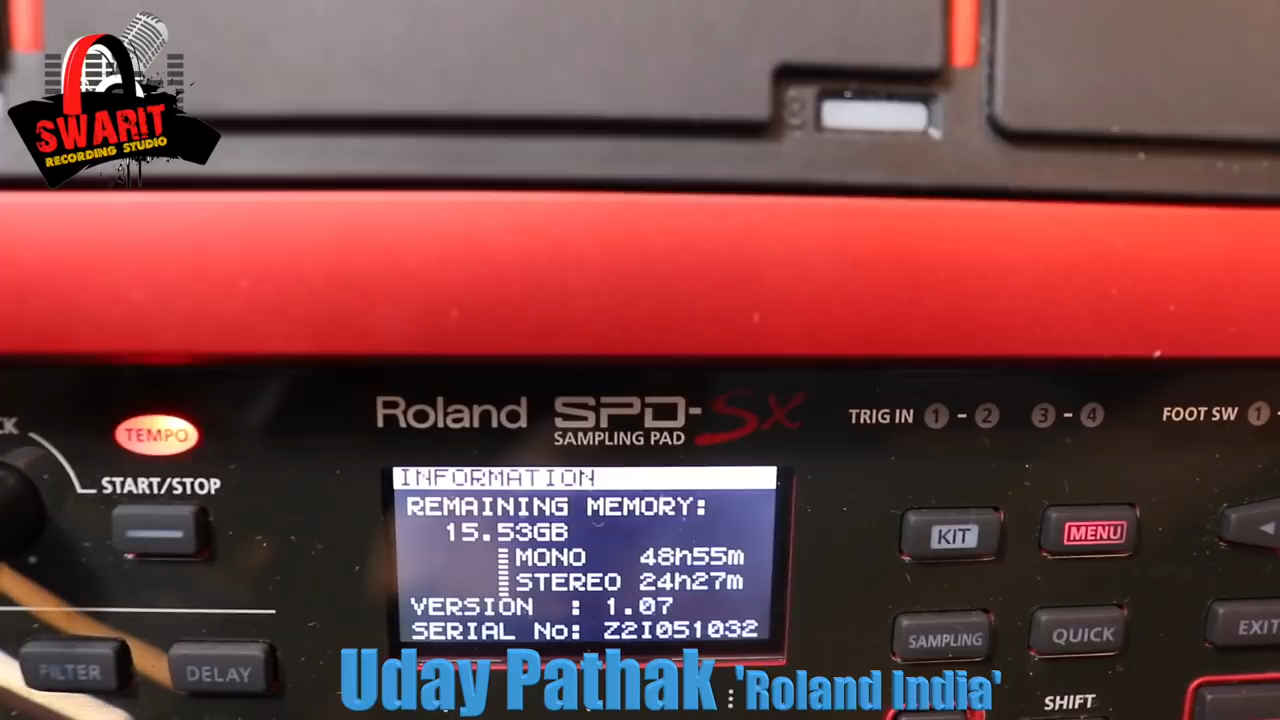 SWARIT
RECORDING STUDIO
TEMPO
START/STOP
Roland SPD-SX
SAMPLING PAD
TRIG IN 1 - 2 3 - 4
FOOT SW 1
INFORMATION
REMAINING MEMORY:
15.53GB
MONO 48h55m
STEREO 24h27m
VERSION : 1.07
SERIAL No: Z2I051032
KIT
MENU
SAMPLING
QUICK
EXIT
FILTER
DELAY
SHIFT
Uday Pathak : 'Roland India'